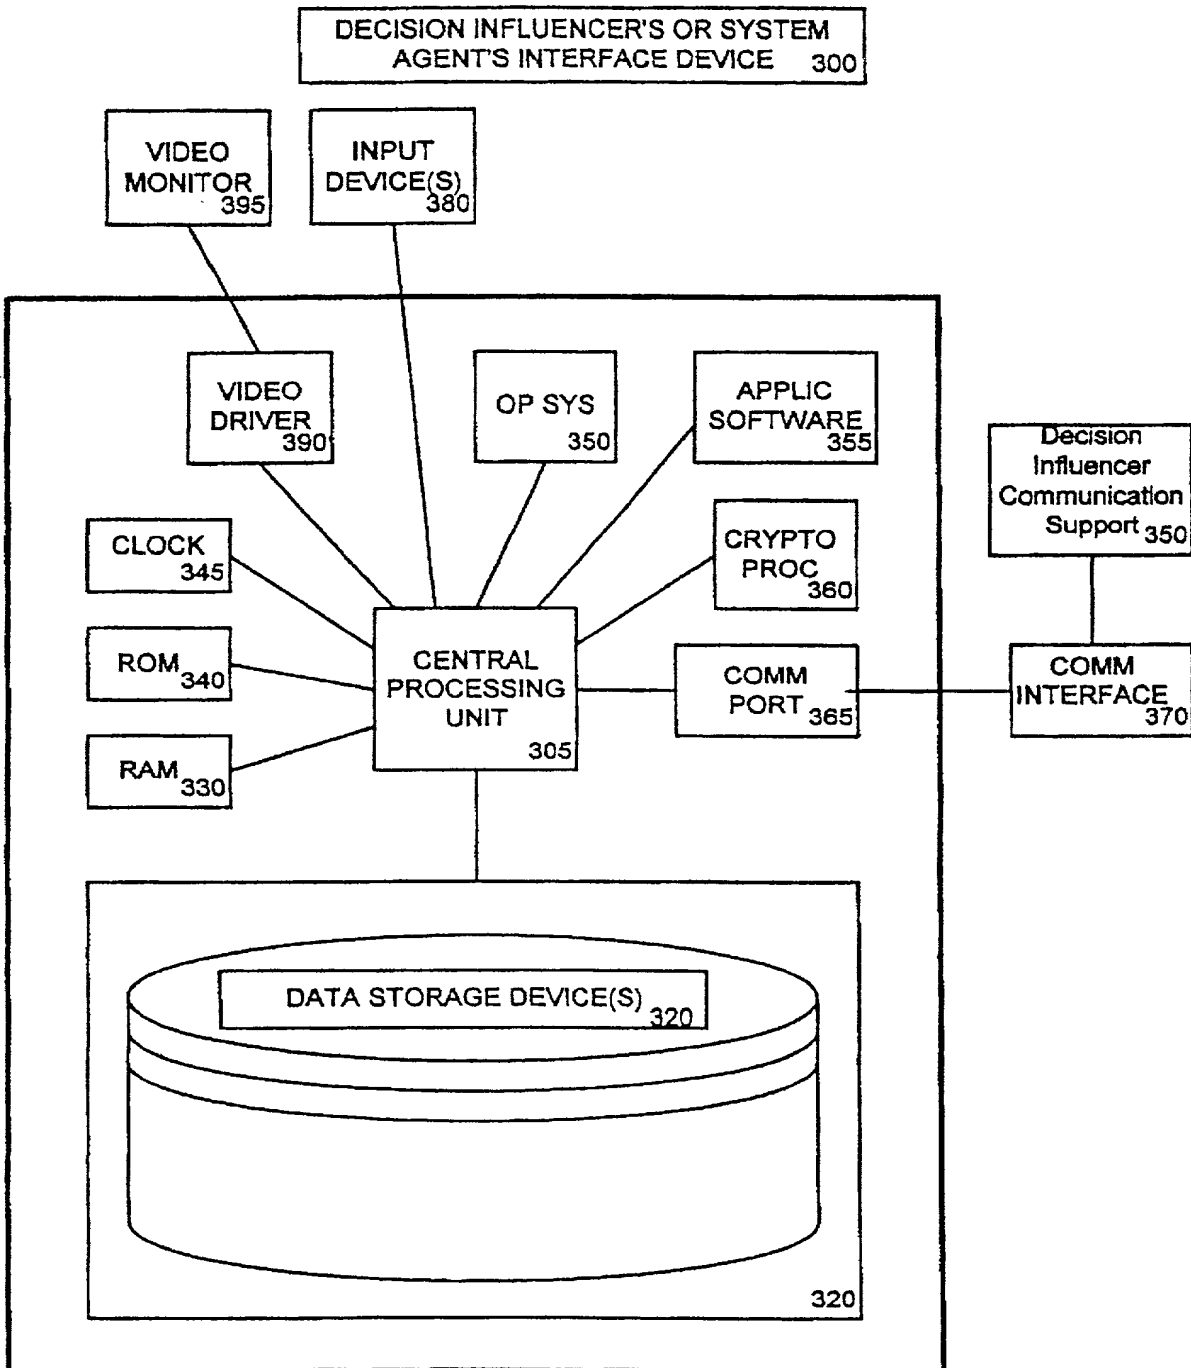 DECISION INFLUENCER'S OR SYSTEM
AGENT'S INTERFACE DEVICE 300
VIDEO
MONITOR
395
INPUT
DEVICE(S)
380
VIDEO
DRIVER
390
OP SYS
350
APPLIC
SOFTWARE
355
Decision
Influencer
Communication
Support 350
CLOCK
345
CRYPTO
PROC
360
ROM
340
CENTRAL
PROCESSING
UNIT
305
COMM
PORT
365
COMM
INTERFACE
370
RAM
330
DATA STORAGE DEVICE(S)
320
320